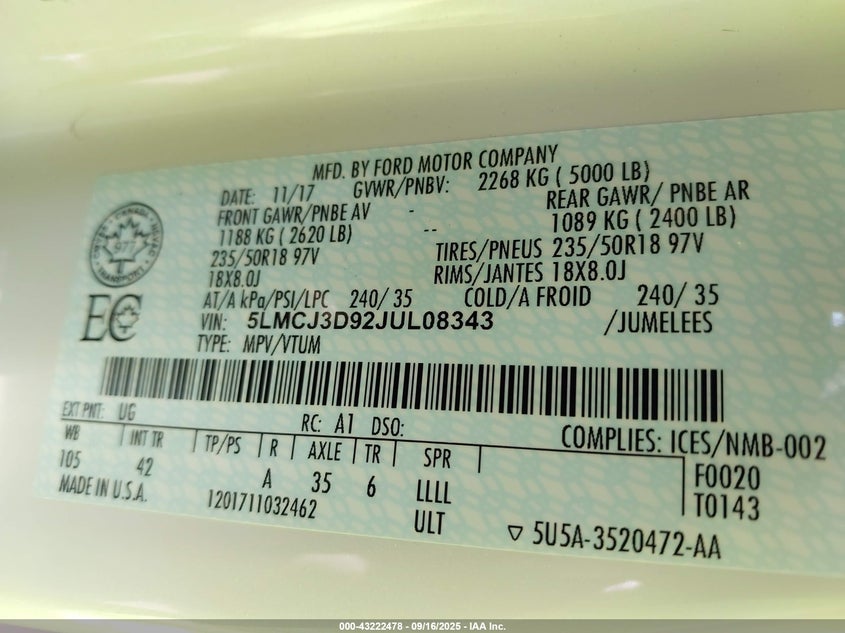 MFD. BY FORD MOTOR COMPANY
DATE: 11/17 GVWR/PNBV: 2268 KG ( 5000 LB)
FRONT GAWR/PNBE AV - REAR GAWR/ PNBE AR
1188 KG ( 2620 LB) -- 1089 KG ( 2400 LB)
235/50R18 97V TIRES/PNEUS 235/50R18 97V
18X8.0J RIMS/JANTES 18X8.0J
AT/A kPa/PSI/LPC 240/ 35 COLD/A FROID 240/ 35
VIN: 5LMCJ3D92JUL08343 /JUMELEES
TYPE: MPV/VTUM
977
TRANSPORT
EC
EXT PNT: UG RC: A1 DSO:
WB INT TR TP/PS R AXLE TR SPR COMPLIES: ICES/NMB-002
105 42 A 35 6 LLLL F0020
MADE IN U.S.A. 1201711032462 ULT T0143
▽ 5U5A-3520472-AA
000-43222478 - 09/16/2025 - IAA Inc.